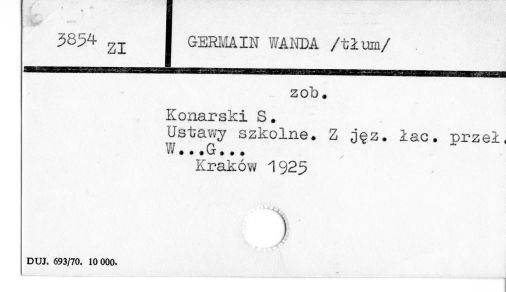 3854 ZI
GERMAIN WANDA /tłum/
zob.
Konarski S.
Ustawy szkolne. Z jęz. łac. przeł.
W...G...
Kraków 1925
DUJ. 693/70. 10 000.